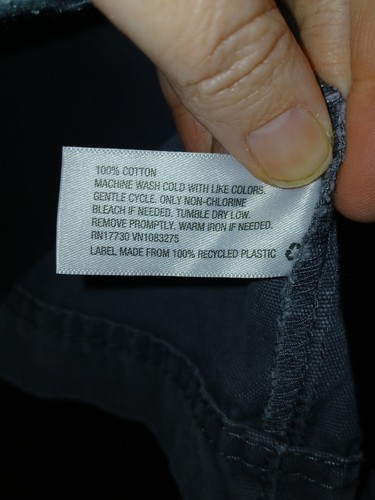 100% COTTON
MACHINE WASH COLD WITH LIKE COLORS.
GENTLE CYCLE. ONLY NON-CHLORINE
BLEACH IF NEEDED. TUMBLE DRY LOW.
REMOVE PROMPTLY. WARM IRON IF NEEDED.
RN17730 VN1083275
LABEL MADE FROM 100% RECYCLED PLASTIC